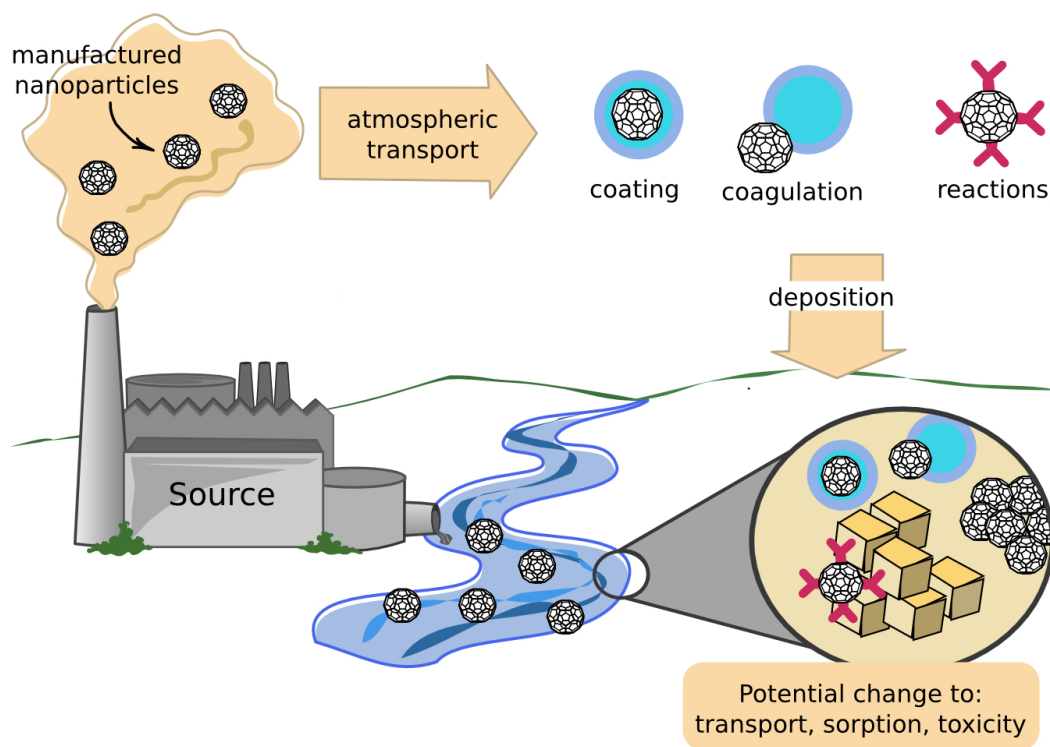 manufactured
nanoparticles
atmospheric
transport
coating
coagulation
reactions
deposition
Source
Potential change to:
transport, sorption, toxicity